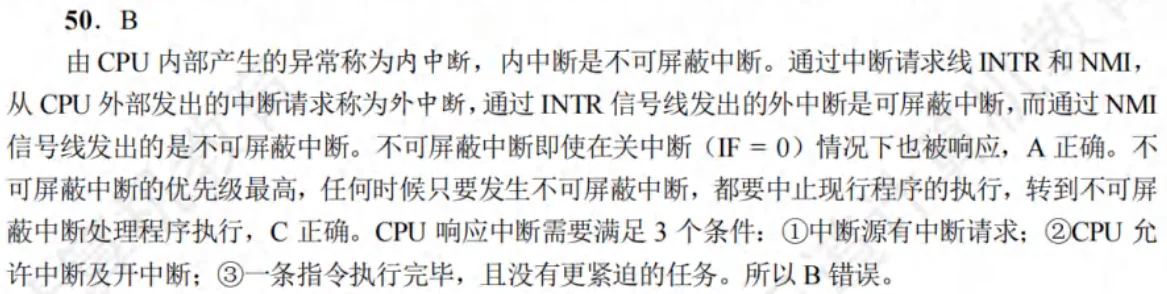 50. B
由 CPU 内部产生的异常称为内中断，内中断是不可屏蔽中断。通过中断请求线 INTR 和 NMI，
从 CPU 外部发出的中断请求称为外中断，通过 INTR 信号线发出的外中断是可屏蔽中断，而通过 NMI
信号线发出的是不可屏蔽中断。不可屏蔽中断即使在关中断（IF = 0）情况下也被响应，A 正确。不
可屏蔽中断的优先级最高，任何时候只要发生不可屏蔽中断，都要中止现行程序的执行，转到不可屏
蔽中断处理程序执行，C 正确。CPU 响应中断需要满足 3 个条件：①中断源有中断请求；②CPU 允
许中断及开中断；③一条指令执行完毕，且没有更紧迫的任务。所以 B 错误。